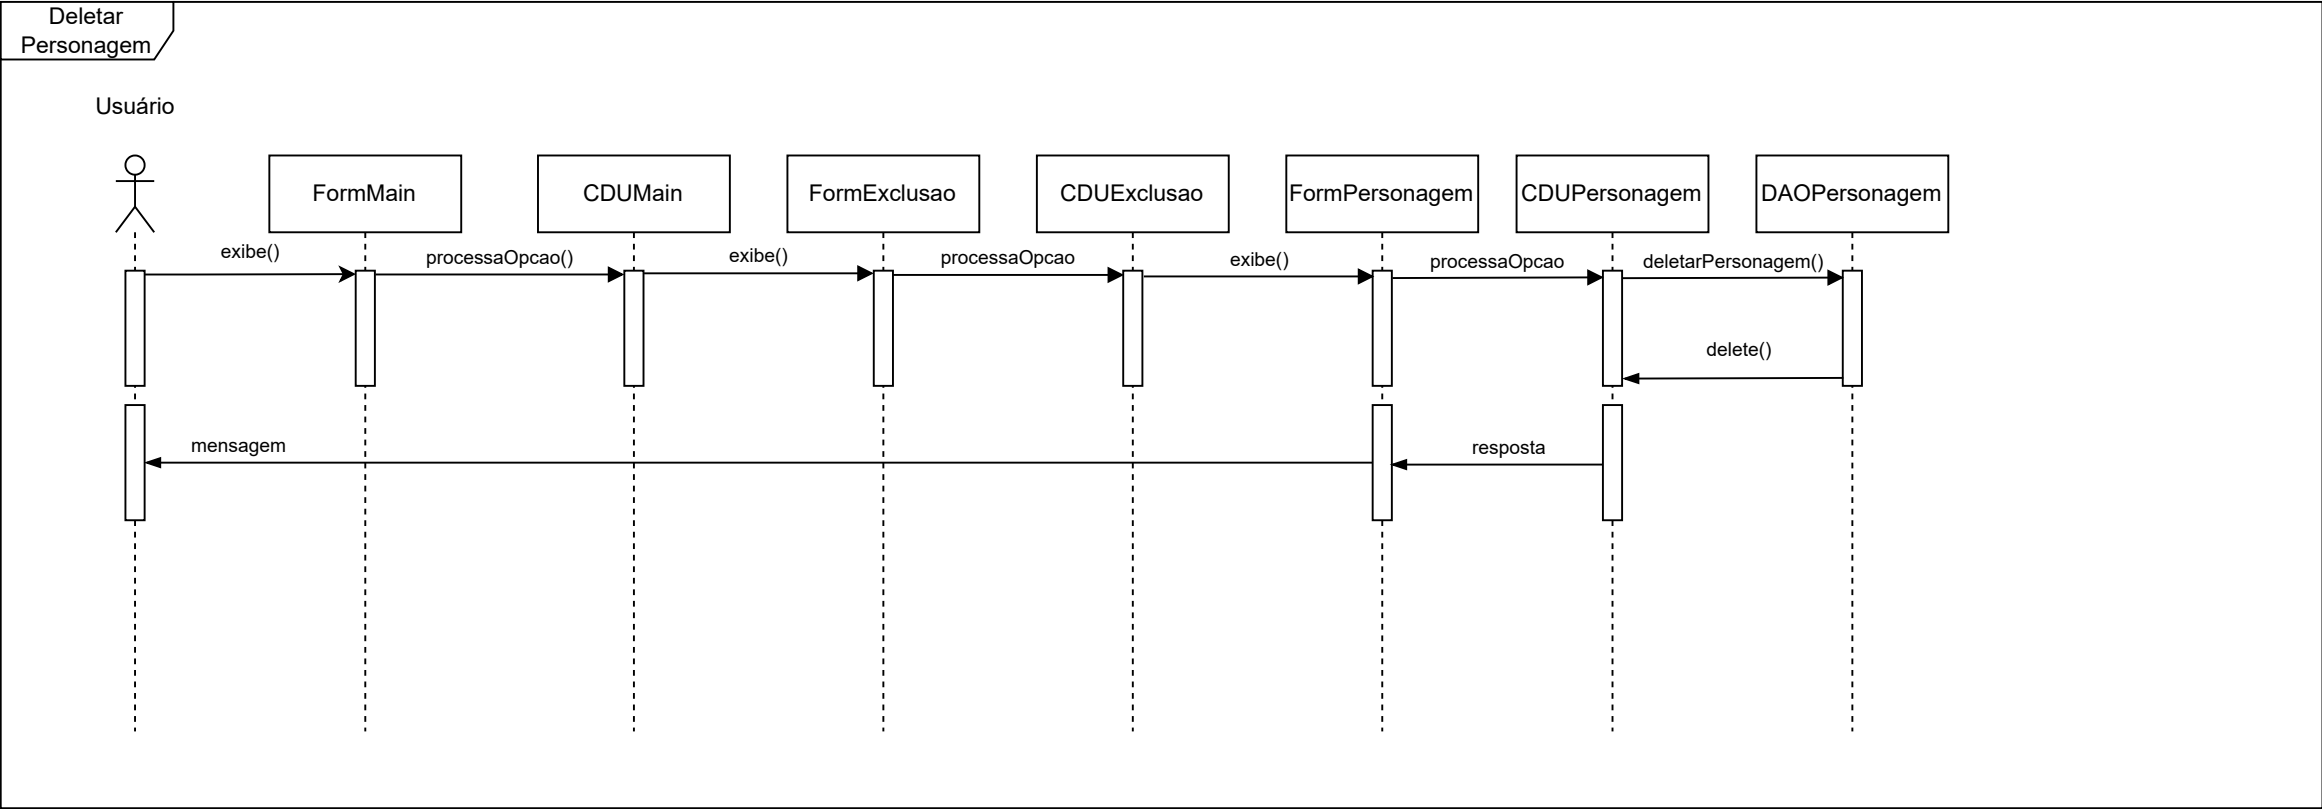 Deletar
Personagem
Usuário
FormMain
CDUMain
FormExclusao
CDUExclusao
FormPersonagem
CDUPersonagem
DAOPersonagem
exibe()
processaOpcao()
exibe()
processaOpcao
exibe()
processaOpcao
deletarPersonagem()
delete()
mensagem
resposta